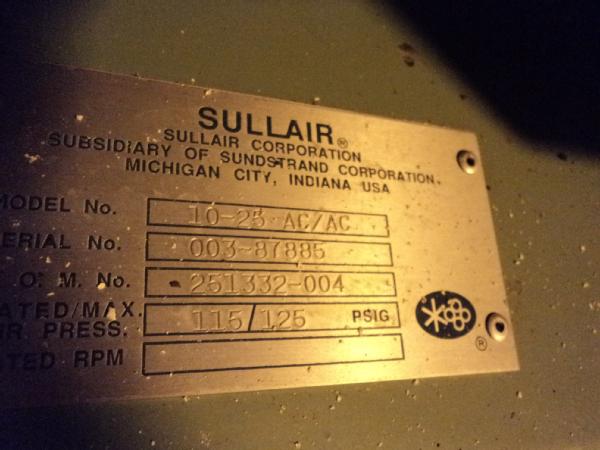 SULLAIR®
SULLAIR CORPORATION
SUBSIDIARY OF SUNDSTRAND CORPORATION.
MICHIGAN CITY, INDIANA USA
MODEL No. 10-25 AC/AC
ERIAL No. 003-87885
O. M. No. 251332-004
ATED/MAX.
IR PRESS. 115/125 PSIG
TED RPM
®